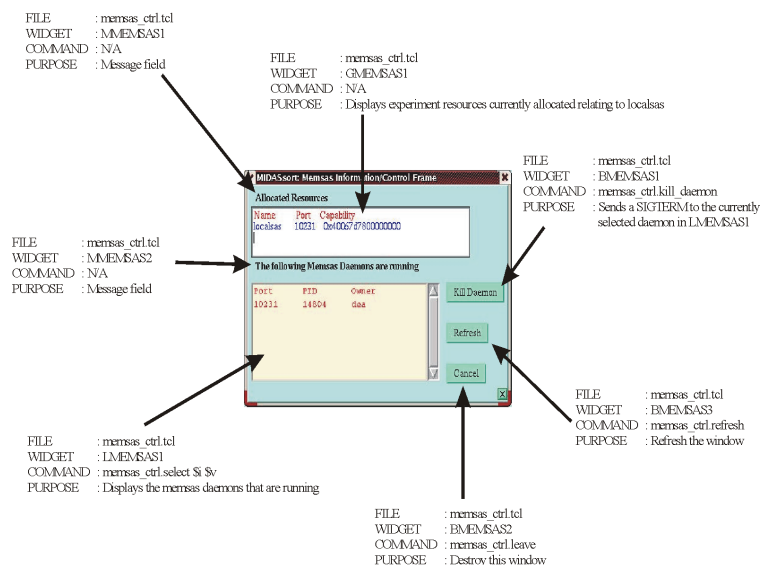 FILE : memsas_ctrl.tcl
WIDGET : MMEMSAS1
COMMAND : N/A
PURPOSE : Message field
FILE : memsas_ctrl.tcl
WIDGET : GMEMSAS1
COMMAND : N/A
PURPOSE : Displays experiment resources currently allocated relating to localsas
FILE : memsas_ctrl.tcl
WIDGET : BMEMSAS1
COMMAND : memsas_ctrl.kill_daemon
PURPOSE : Sends a SIGTERM to the currently
selected daemon in LMEMSAS1
MIDASsort: Memsas Information/Control Frame
Allocated Resources
Name Port Capability
localsas 10231 0x40067d7800000000
FILE : memsas_ctrl.tcl
WIDGET : MMEMSAS2
COMMAND : N/A
PURPOSE : Message field
The following Memsas Daemons are running
Port PID Owner
10231 14804
Kill Daemon
Refresh
Cancel
FILE : memsas_ctrl.tcl
WIDGET : BMEMSAS3
COMMAND : memsas_ctrl.refresh
PURPOSE : Refresh the window
FILE : memsas_ctrl.tcl
WIDGET : LMEMSAS1
COMMAND : memsas_ctrl.select $i $v
PURPOSE : Displays the memsas daemons that are running
FILE : memsas_ctrl.tcl
WIDGET : BMEMSAS2
COMMAND : memsas_ctrl.leave
PURPOSE : Destroy this window